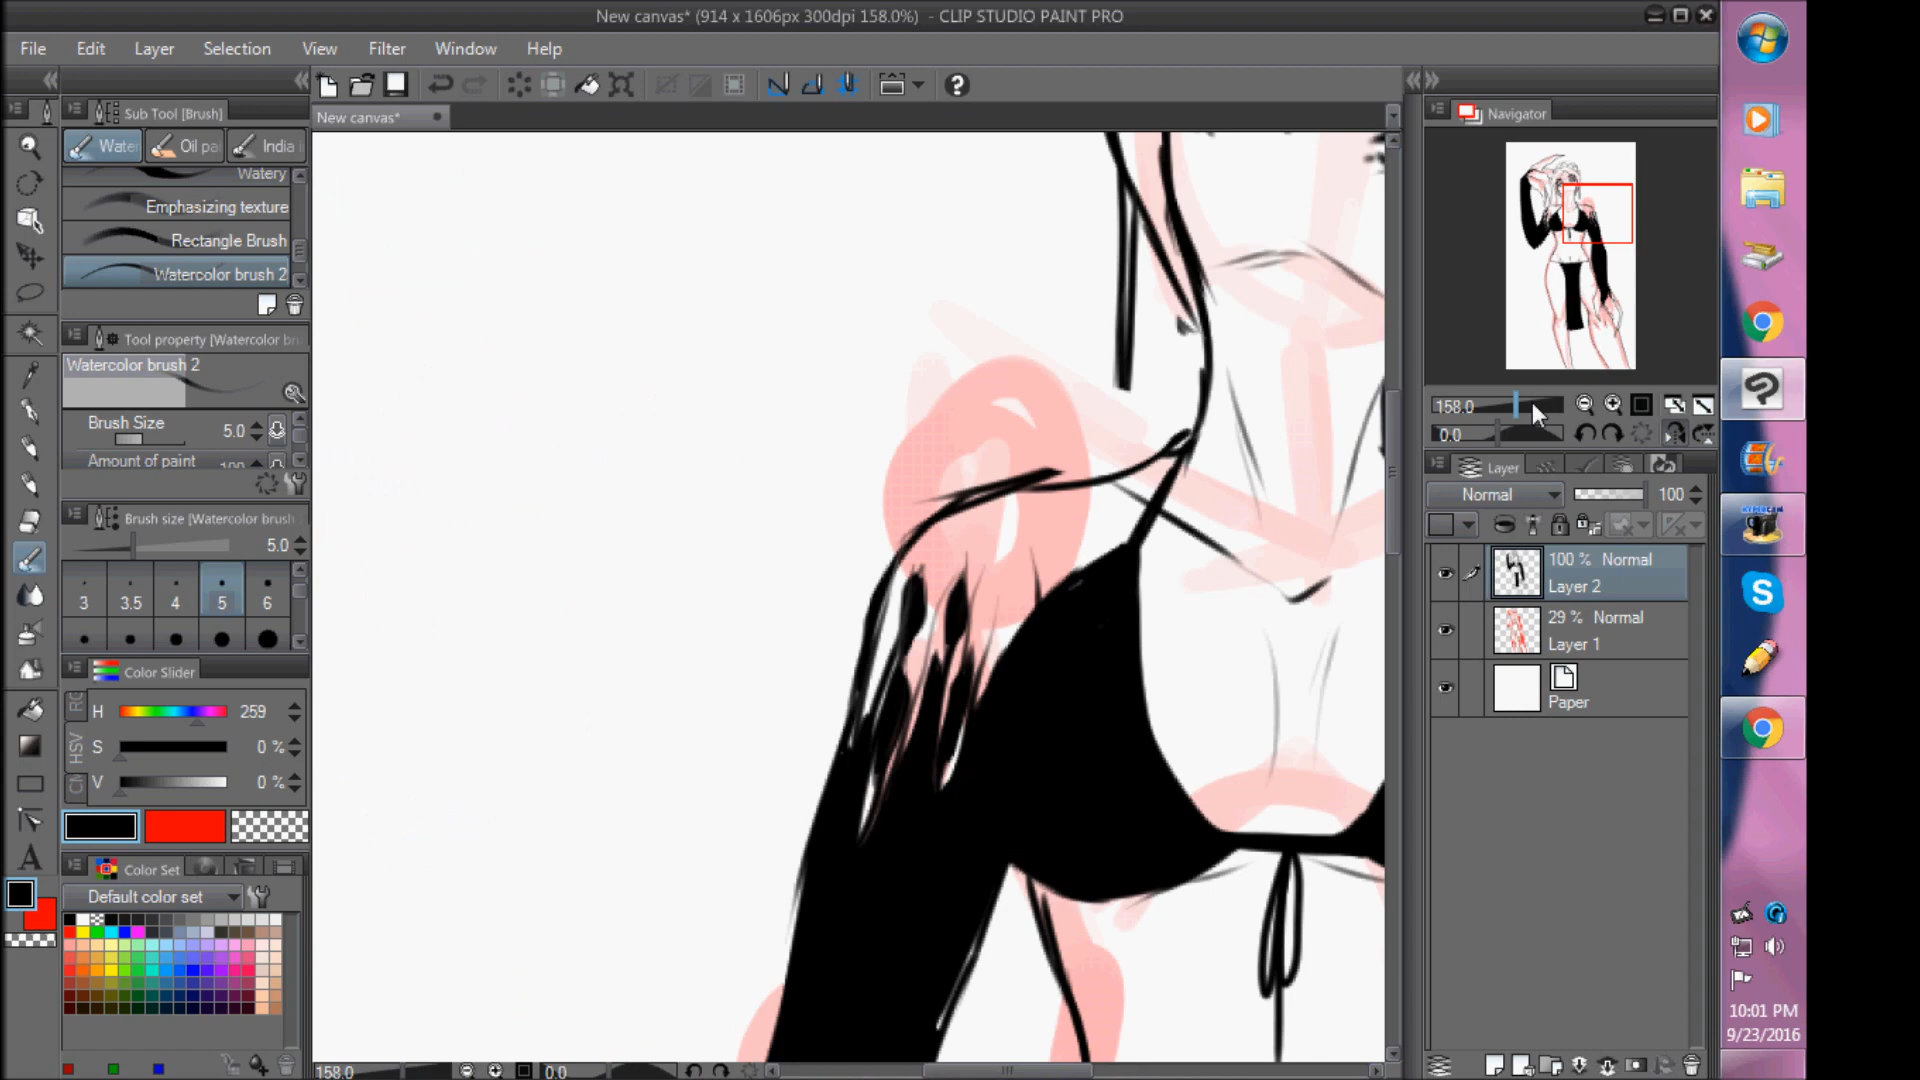 New canvas* (914 x 1606px 300dpi 158.0%) - CLIP STUDIO PAINT PRO
File Edit Layer Selection View Filter Window Help
Sub Tool [Brush]
New canvas*
Navigator
Water Oil pa India i
Watery
Emphasizing texture
Rectangle Brush
Watercolor brush 2
Tool property [Watercolor br
Watercolor brush 2
Brush Size 5.0
Amount of paint 100
Brush size [Watercolor brush
5.0
3 3.5 4 5 6
Color Slider
H 259
HSV
S 0 %
V 0 %
A
Color Set
Default color set
158.0 0.0
158.0
0.0
Layer
Normal 100
100 % Normal
Layer 2
29 % Normal
Layer 1
Paper
HYPERCAM
S
10:01 PM
9/23/2016